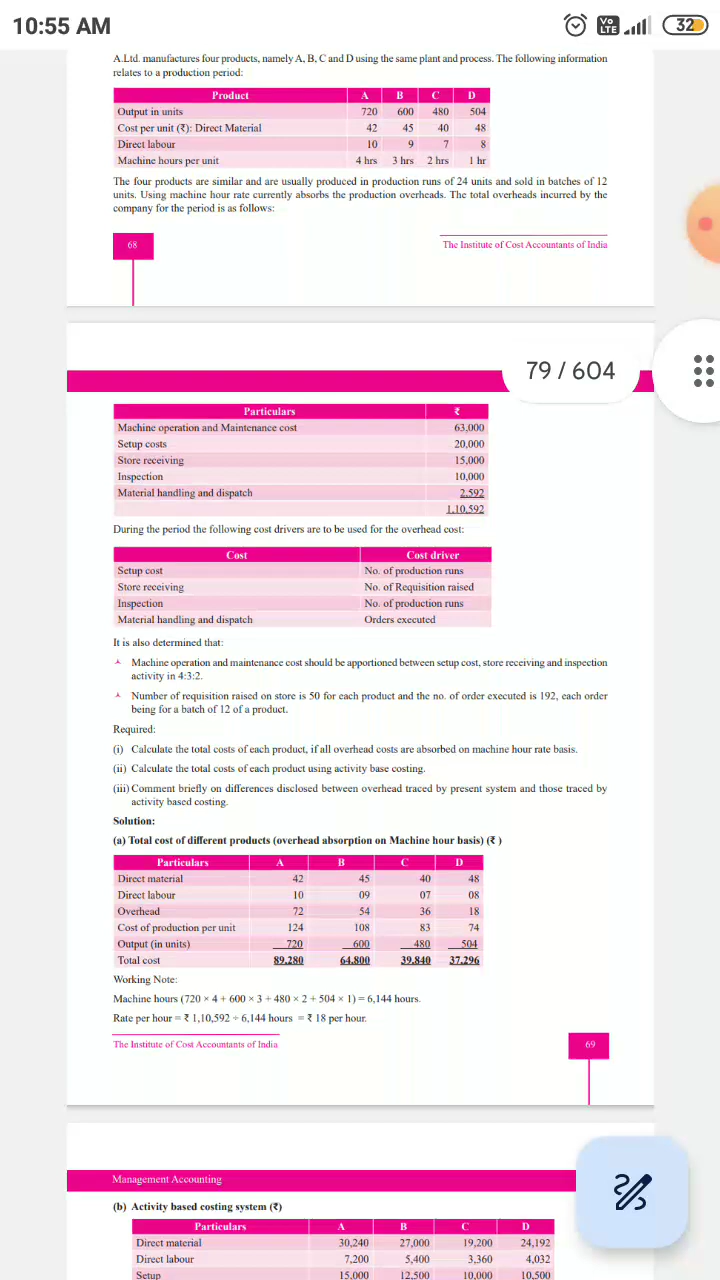 10:55 AM
Vo LTE
32
A.Ltd. manufactures four products, namely A, B, C and D using the same plant and process. The following information
relates to a production period:
Product A B C D
Output in units 720 600 480 504
Cost per unit (₹): Direct Material 42 45 40 48
Direct labour 10 9 7 8
Machine hours per unit 4 hrs 3 hrs 2 hrs 1 hr
The four products are similar and are usually produced in production runs of 24 units and sold in batches of 12
units. Using machine hour rate currently absorbs the production overheads. The total overheads incurred by the
company for the period is as follows:
68
The Institute of Cost Accountants of India
79 / 604
Particulars ₹
Machine operation and Maintenance cost 63,000
Setup costs 20,000
Store receiving 15,000
Inspection 10,000
Material handling and dispatch 2,592
1,10,592
During the period the following cost drivers are to be used for the overhead cost:
Cost Cost driver
Setup cost No. of production runs
Store receiving No. of Requisition raised
Inspection No. of production runs
Material handling and dispatch Orders executed
It is also determined that:
Machine operation and maintenance cost should be apportioned between setup cost, store receiving and inspection
activity in 4:3:2.
Number of requisition raised on store is 50 for each product and the no. of order executed is 192, each order
being for a batch of 12 of a product.
Required:
(i) Calculate the total costs of each product, if all overhead costs are absorbed on machine hour rate basis.
(ii) Calculate the total costs of each product using activity base costing.
(iii) Comment briefly on differences disclosed between overhead traced by present system and those traced by
activity based costing.
Solution:
(a) Total cost of different products (overhead absorption on Machine hour basis) (₹ )
Particulars A B C D
Direct material 42 45 40 48
Direct labour 10 09 07 08
Overhead 72 54 36 18
Cost of production per unit 124 108 83 74
Output (in units) 720 600 480 504
Total cost 89,280 64,800 39,840 37,296
Working Note:
Machine hours (720 × 4 + 600 × 3 + 480 × 2 + 504 × 1) = 6,144 hours.
Rate per hour = ₹ 1,10,592 ÷ 6,144 hours = ₹ 18 per hour.
The Institute of Cost Accountants of India
69
Management Accounting
(b) Activity based costing system (₹)
Particulars A B C D
Direct material 30,240 27,000 19,200 24,192
Direct labour 7,200 5,400 3,360 4,032
Setup 15,000 12,500 10,000 10,500